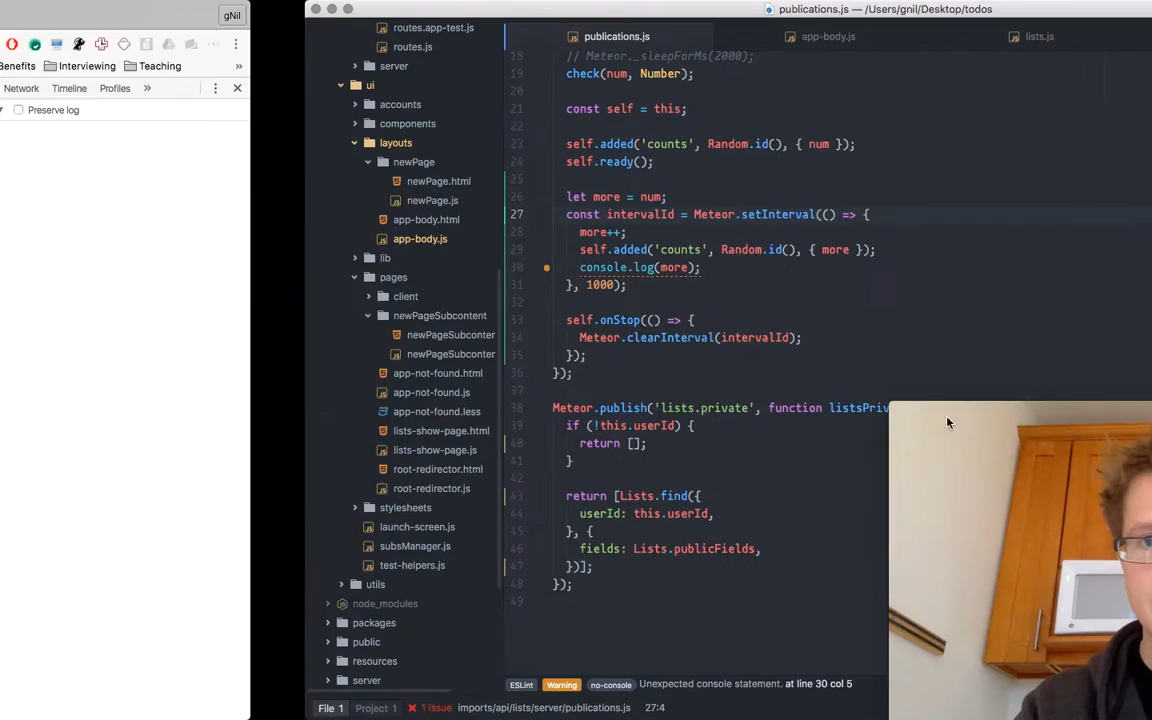 gNil
publications.js — /Users/gnil/Desktop/todos
Benefits Interviewing Teaching »
Network Timeline Profiles »
Preserve log
routes.app-test.js
routes.js
server
ui
accounts
components
layouts
newPage
newPage.html
newPage.js
app-body.html
app-body.js
lib
pages
client
newPageSubcontent
newPageSubconter
newPageSubconter
app-not-found.html
app-not-found.js
app-not-found.less
lists-show-page.html
lists-show-page.js
root-redirector.html
root-redirector.js
stylesheets
launch-screen.js
subsManager.js
test-helpers.js
utils
node_modules
packages
public
resources
server
publications.js app-body.js lists.js
18 // Meteor._sleepForMs(2000);
19 check(num, Number);
20
21 const self = this;
22
23 self.added('counts', Random.id(), { num });
24 self.ready();
25
26 let more = num;
27 const intervalId = Meteor.setInterval(() => {
28 more++;
29 self.added('counts', Random.id(), { more });
30 console.log(more);
31 }, 1000);
32
33 self.onStop(() => {
34 Meteor.clearInterval(intervalId);
35 });
36 });
37
38 Meteor.publish('lists.private', function listsPriv
39 if (!this.userId) {
40 return [];
41 }
42
43 return [Lists.find({
44 userId: this.userId,
45 }, {
46 fields: Lists.publicFields,
47 })];
48 });
49
ESLint Warning no-console Unexpected console statement. at line 30 col 5
File 1 Project 1 1 Issue imports/api/lists/server/publications.js 27:4